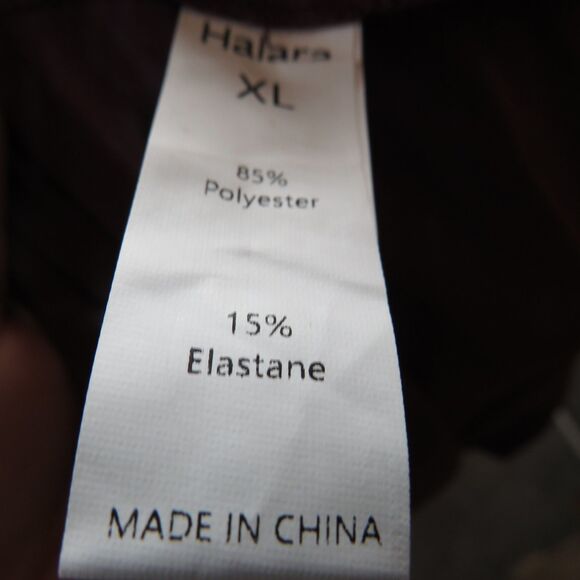 Halara
XL
85%
Polyester
15%
Elastane
MADE IN CHINA